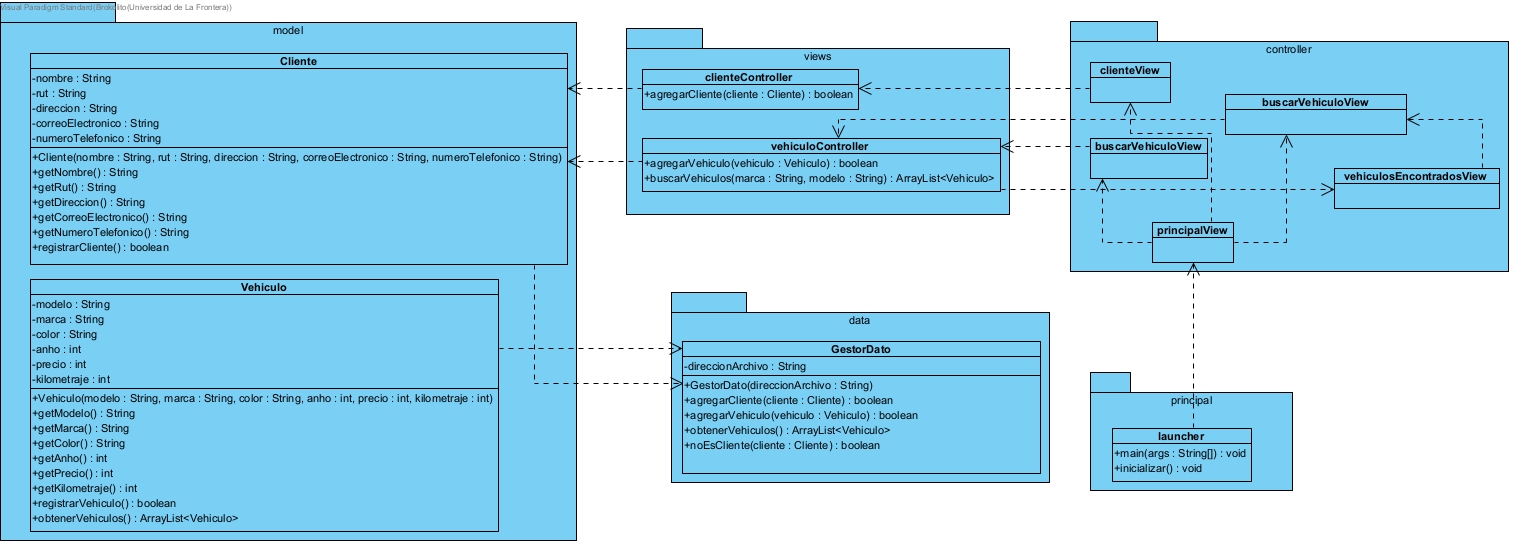 Visual Paradigm Standard(Brokolito(Universidad de La Frontera))
model
Cliente
-nombre : String
-rut : String
-direccion : String
-correoElectronico : String
-numeroTelefonico : String
+Cliente(nombre : String, rut : String, direccion : String, correoElectronico : String, numeroTelefonico : String)
+getNombre() : String
+getRut() : String
+getDireccion() : String
+getCorreoElectronico() : String
+getNumeroTelefonico() : String
+registrarCliente() : boolean
Vehiculo
-modelo : String
-marca : String
-color : String
-anho : int
-precio : int
-kilometraje : int
+Vehiculo(modelo : String, marca : String, color : String, anho : int, precio : int, kilometraje : int)
+getModelo() : String
+getMarca() : String
+getColor() : String
+getAnho() : int
+getPrecio() : int
+getKilometraje() : int
+registrarVehiculo() : boolean
+obtenerVehiculos() : ArrayList<Vehiculo>
views
clienteController
+agregarCliente(cliente : Cliente) : boolean
vehiculoController
+agregarVehiculo(vehiculo : Vehiculo) : boolean
+buscarVehiculos(marca : String, modelo : String) : ArrayList<Vehiculo>
controller
clienteView
buscarVehiculoView
buscarVehiculoView
vehiculosEncontradosView
principalView
data
GestorDato
-direccionArchivo : String
+GestorDato(direccionArchivo : String)
+agregarCliente(cliente : Cliente) : boolean
+agregarVehiculo(vehiculo : Vehiculo) : boolean
+obtenerVehiculos() : ArrayList<Vehiculo>
+noEsCliente(cliente : Cliente) : boolean
principal
launcher
+main(args : String[]) : void
+inicializar() : void